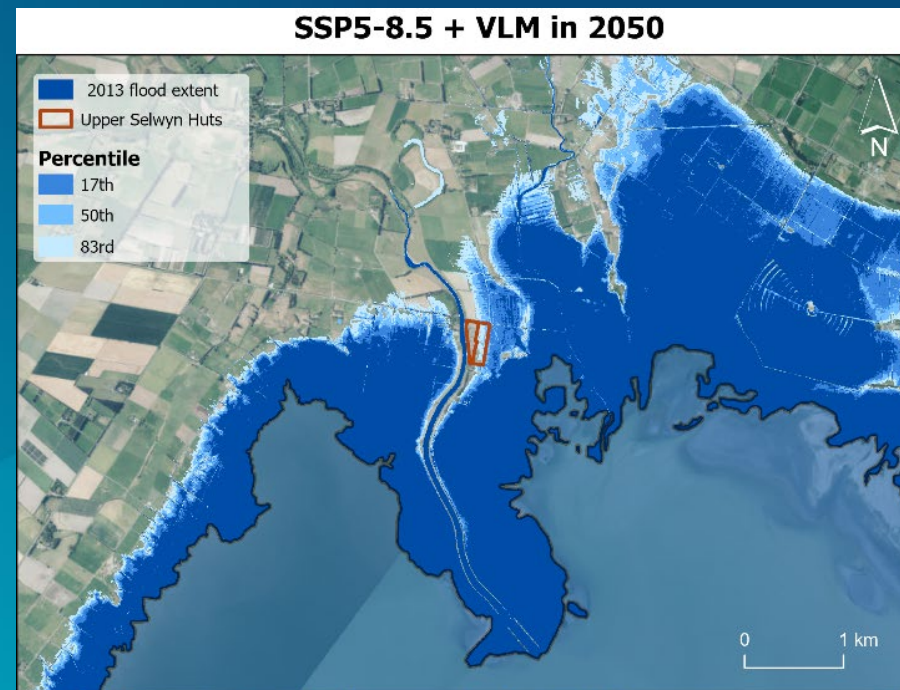 SSP5-8.5 + VLM in 2050
2013 flood extent
Upper Selwyn Huts
Percentile
17th
50th
83rd
N
0 1 km